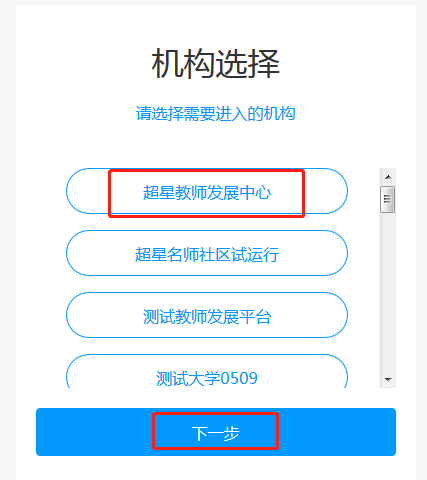 机构选择
请选择需要进入的机构
超星教师发展中心
超星名师社区试运行
测试教师发展平台
测试大学0509
下一步